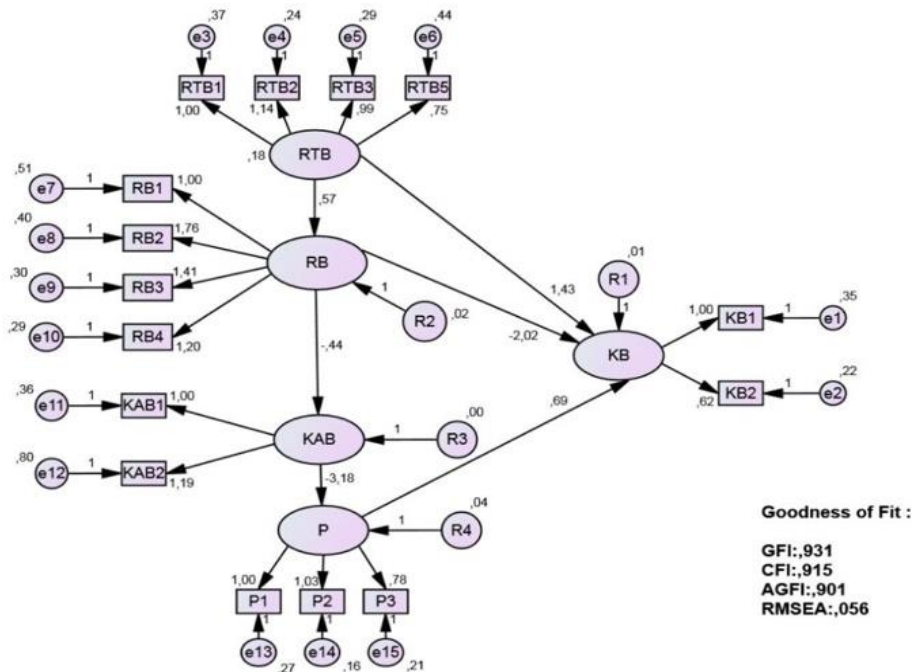 ,37 ,24 ,29 ,44
e3 e4 e5 e6
1 1 1 1
RTB1 RTB2 RTB3 RTB5
1,00 1,14 ,99 ,75
,18 RTB
,57
,51
e7 1 RB1 1,00
,40
e8 1 RB2 1,76
,30
e9 1 RB3 1,41
,29
e10 1 RB4
1,20
RB
1
R2 ,02
,01
R1
1
1,43
-2,02
KB
1,00 KB1 1 ,35
e1
,62 KB2 1 ,22
e2
-,44
,69
,36
e11 1 KAB1 1,00
,80
e12 1 KAB2
1,19
KAB 1 R3 ,00
-3,18
P 1 R4 ,04
1,00 1,03 ,78
P1 P2 P3
1 1 1
e13 e14 e15
,27 ,16 ,21
Goodness of Fit :
GFI:,931
CFI:,915
AGFI:,901
RMSEA:,056